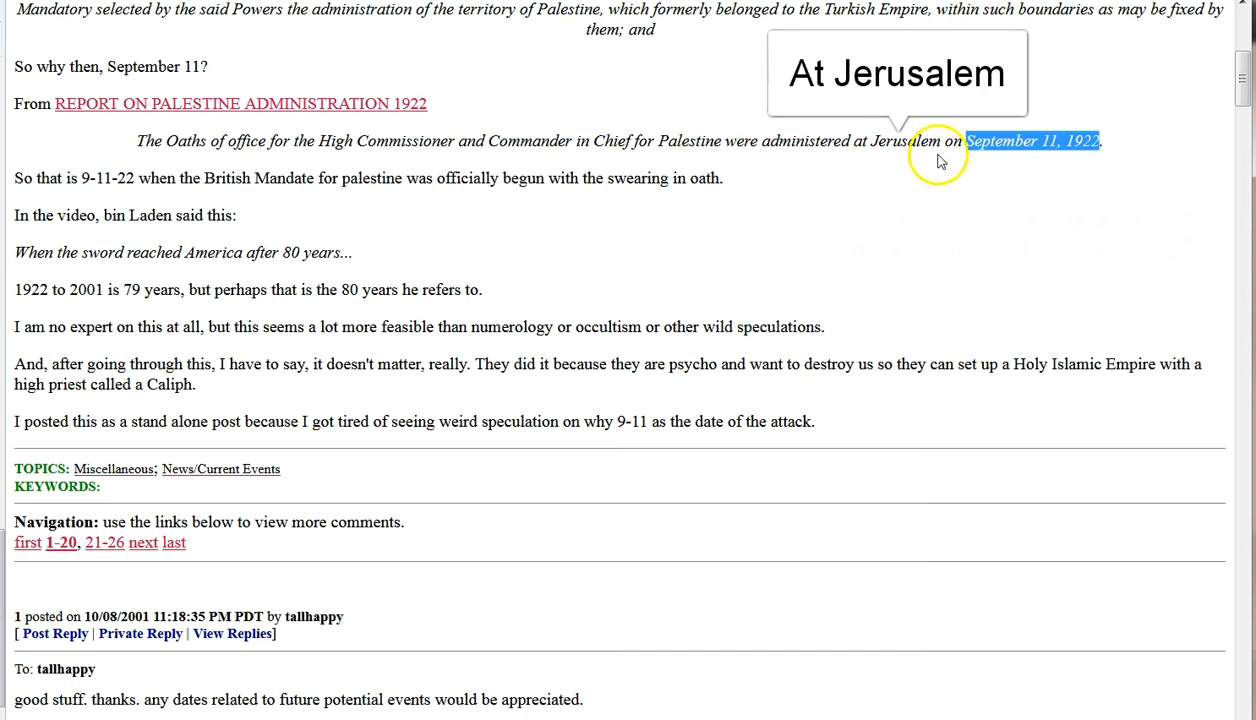 Mandatory selected by the said Powers the administration of the territory of Palestine, which formerly belonged to the Turkish Empire, within such boundaries as may be fixed by
them; and
So why then, September 11?
At Jerusalem
From REPORT ON PALESTINE ADMINISTRATION 1922
The Oaths of office for the High Commissioner and Commander in Chief for Palestine were administered at Jerusalem on September 11, 1922.
So that is 9-11-22 when the British Mandate for palestine was officially begun with the swearing in oath.
In the video, bin Laden said this:
When the sword reached America after 80 years...
1922 to 2001 is 79 years, but perhaps that is the 80 years he refers to.
I am no expert on this at all, but this seems a lot more feasible than numerology or occultism or other wild speculations.
And, after going through this, I have to say, it doesn't matter, really. They did it because they are psycho and want to destroy us so they can set up a Holy Islamic Empire with a
high priest called a Caliph.
I posted this as a stand alone post because I got tired of seeing weird speculation on why 9-11 as the date of the attack.
TOPICS: Miscellaneous; News/Current Events
KEYWORDS:
Navigation: use the links below to view more comments.
first 1-20, 21-26 next last
1 posted on 10/08/2001 11:18:35 PM PDT by tallhappy
[ Post Reply | Private Reply | View Replies]
To: tallhappy
good stuff. thanks. any dates related to future potential events would be appreciated.